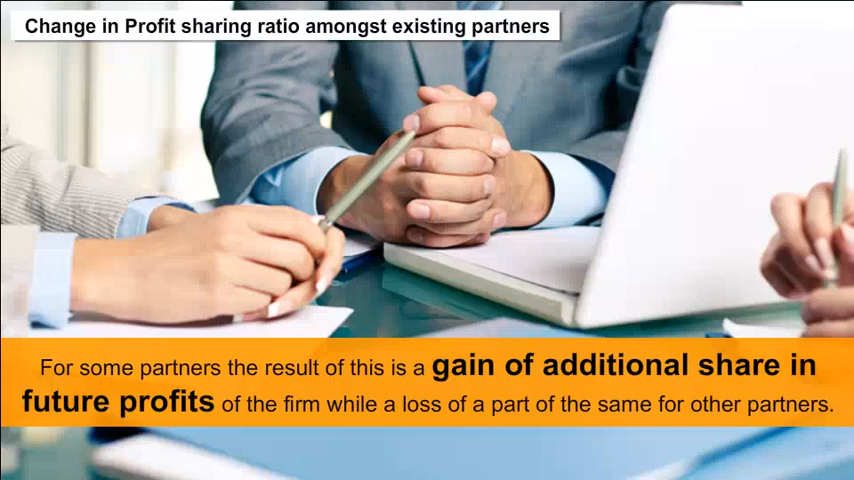 Change in Profit sharing ratio amongst existing partners
For some partners the result of this is a gain of additional share in
future profits of the firm while a loss of a part of the same for other partners.